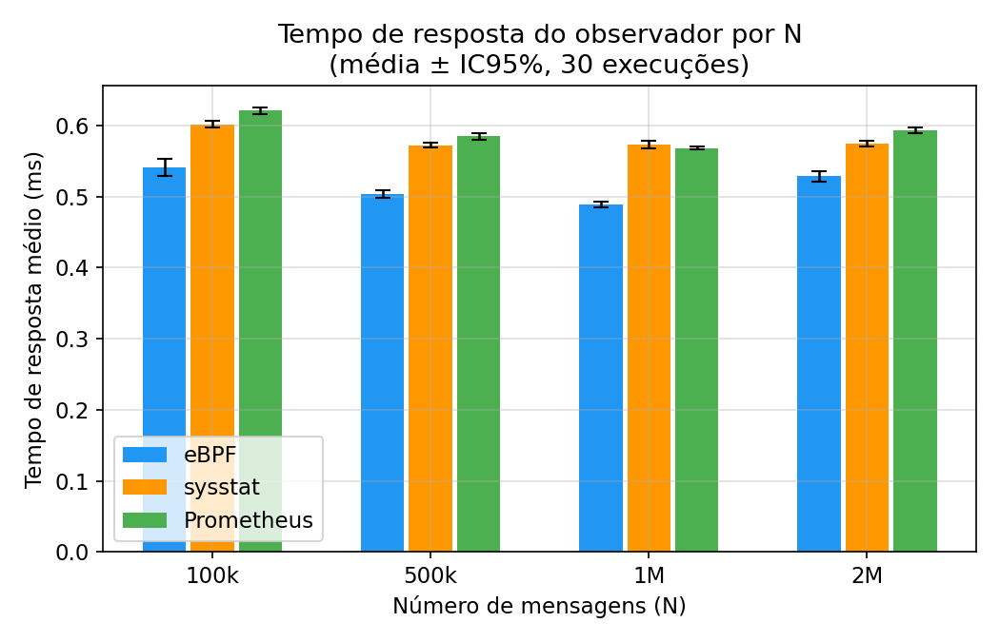 Tempo de resposta do observador por N
(média ± IC95%, 30 execuções)
Tempo de resposta médio (ms)
0.6
0.5
0.4
0.3
0.2
0.1
0.0
eBPF
sysstat
Prometheus
100k
500k
1M
2M
Número de mensagens (N)